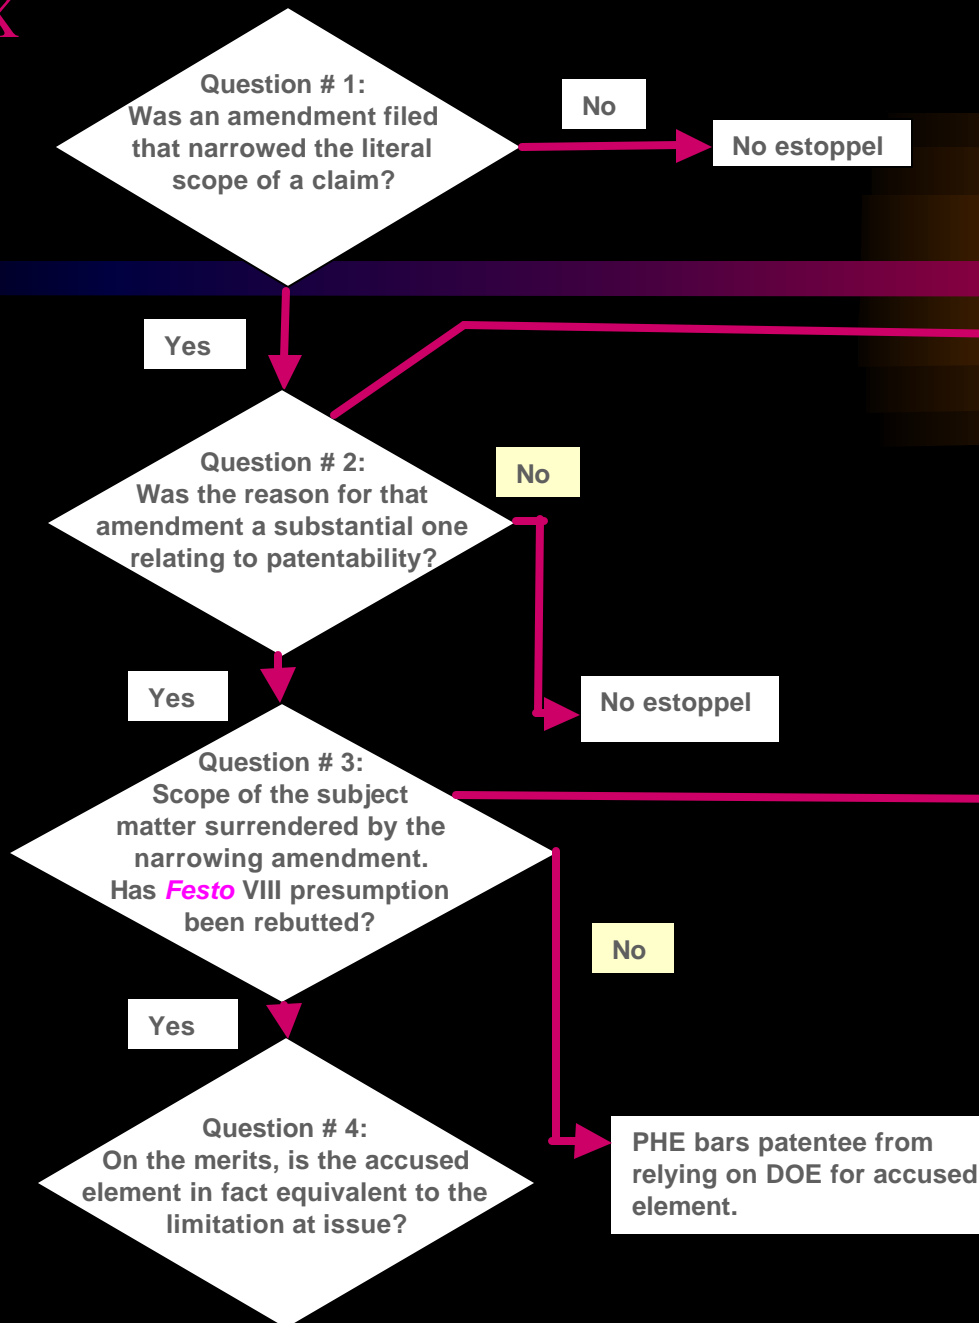 Question # 1:
Was an amendment filed
that narrowed the literal
scope of a claim?
No
No estoppel
Yes
Question # 2:
Was the reason for that
amendment a substantial one
relating to patentability?
No
No estoppel
Yes
Question # 3:
Scope of the subject
matter surrendered by the
narrowing amendment.
Has Festo VIII presumption
been rebutted?
No
PHE bars patentee from
relying on DOE for accused
element.
Yes
Question # 4:
On the merits, is the accused
element in fact equivalent to the
limitation at issue?